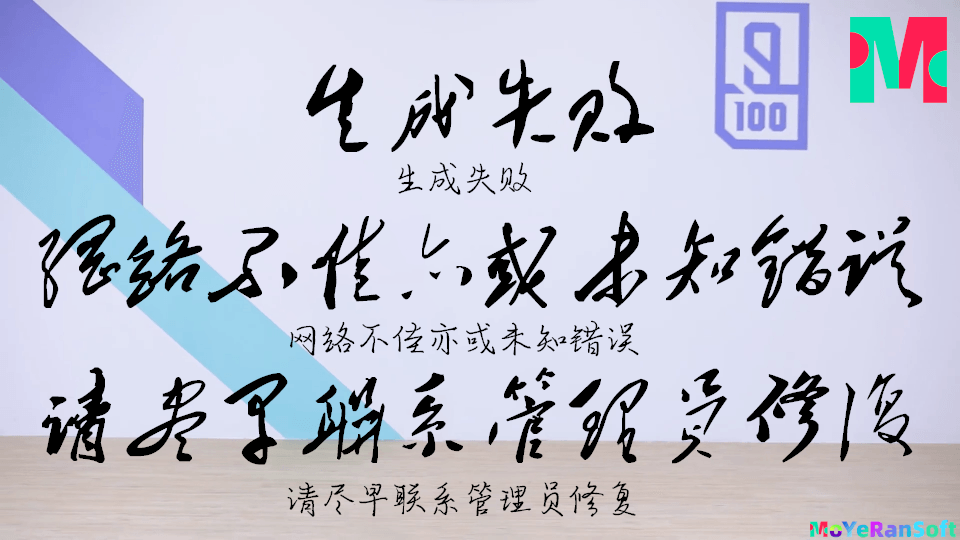 100
生成失败
生成失败
網絡不佳亦或未知错误
网络不佳亦或未知错误
请尽早联系管理员修復
请尽早联系管理员修复
MoYeRanSoft